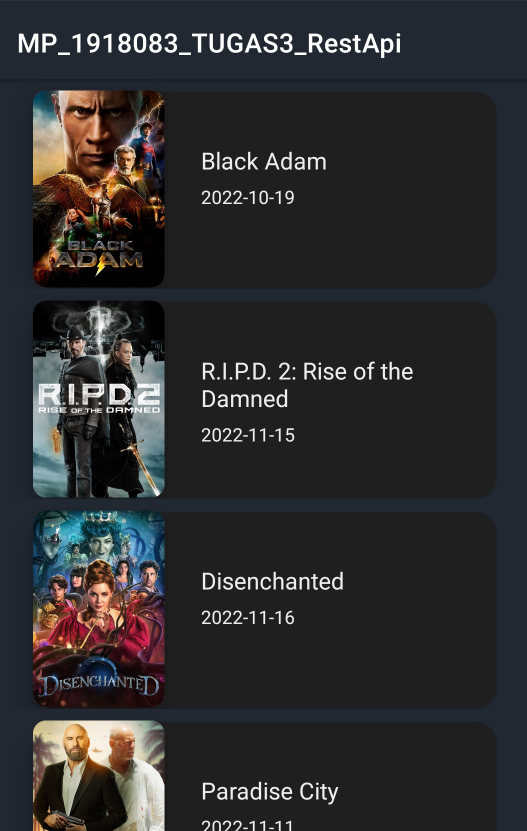 MP_1918083_TUGAS3_RestApi
Black Adam
2022-10-19
DC
BLACK
ADAM
R.I.P.D. 2: Rise of the
Damned
2022-11-15
R.I.P.D.2
RISE OF THE DAMNED
Disenchanted
2022-11-16
DISENCHANTED
Paradise City
2022-11-11